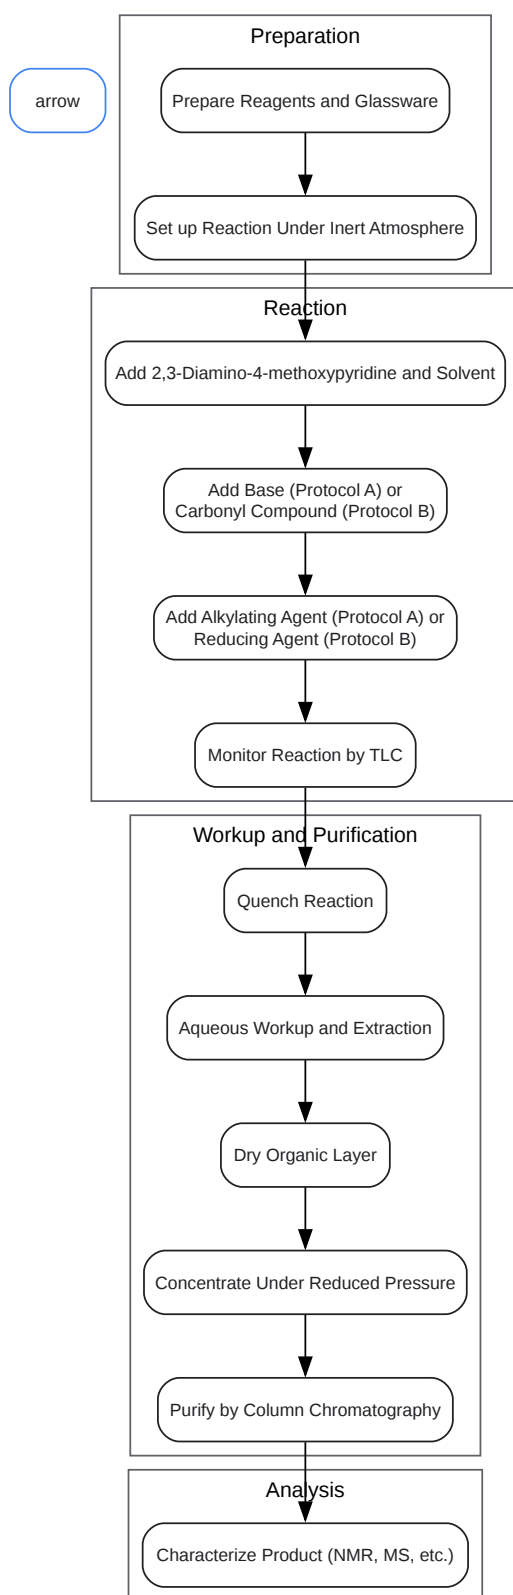 Preparation
arrow
Prepare Reagents and Glassware
Set up Reaction Under Inert Atmosphere
Reaction
Add 2,3-Diamino-4-methoxypyridine and Solvent
Add Base (Protocol A) or
Carbonyl Compound (Protocol B)
Add Alkylating Agent (Protocol A) or
Reducing Agent (Protocol B)
Monitor Reaction by TLC
Workup and Purification
Quench Reaction
Aqueous Workup and Extraction
Dry Organic Layer
Concentrate Under Reduced Pressure
Purify by Column Chromatography
Analysis
Characterize Product (NMR, MS, etc.)